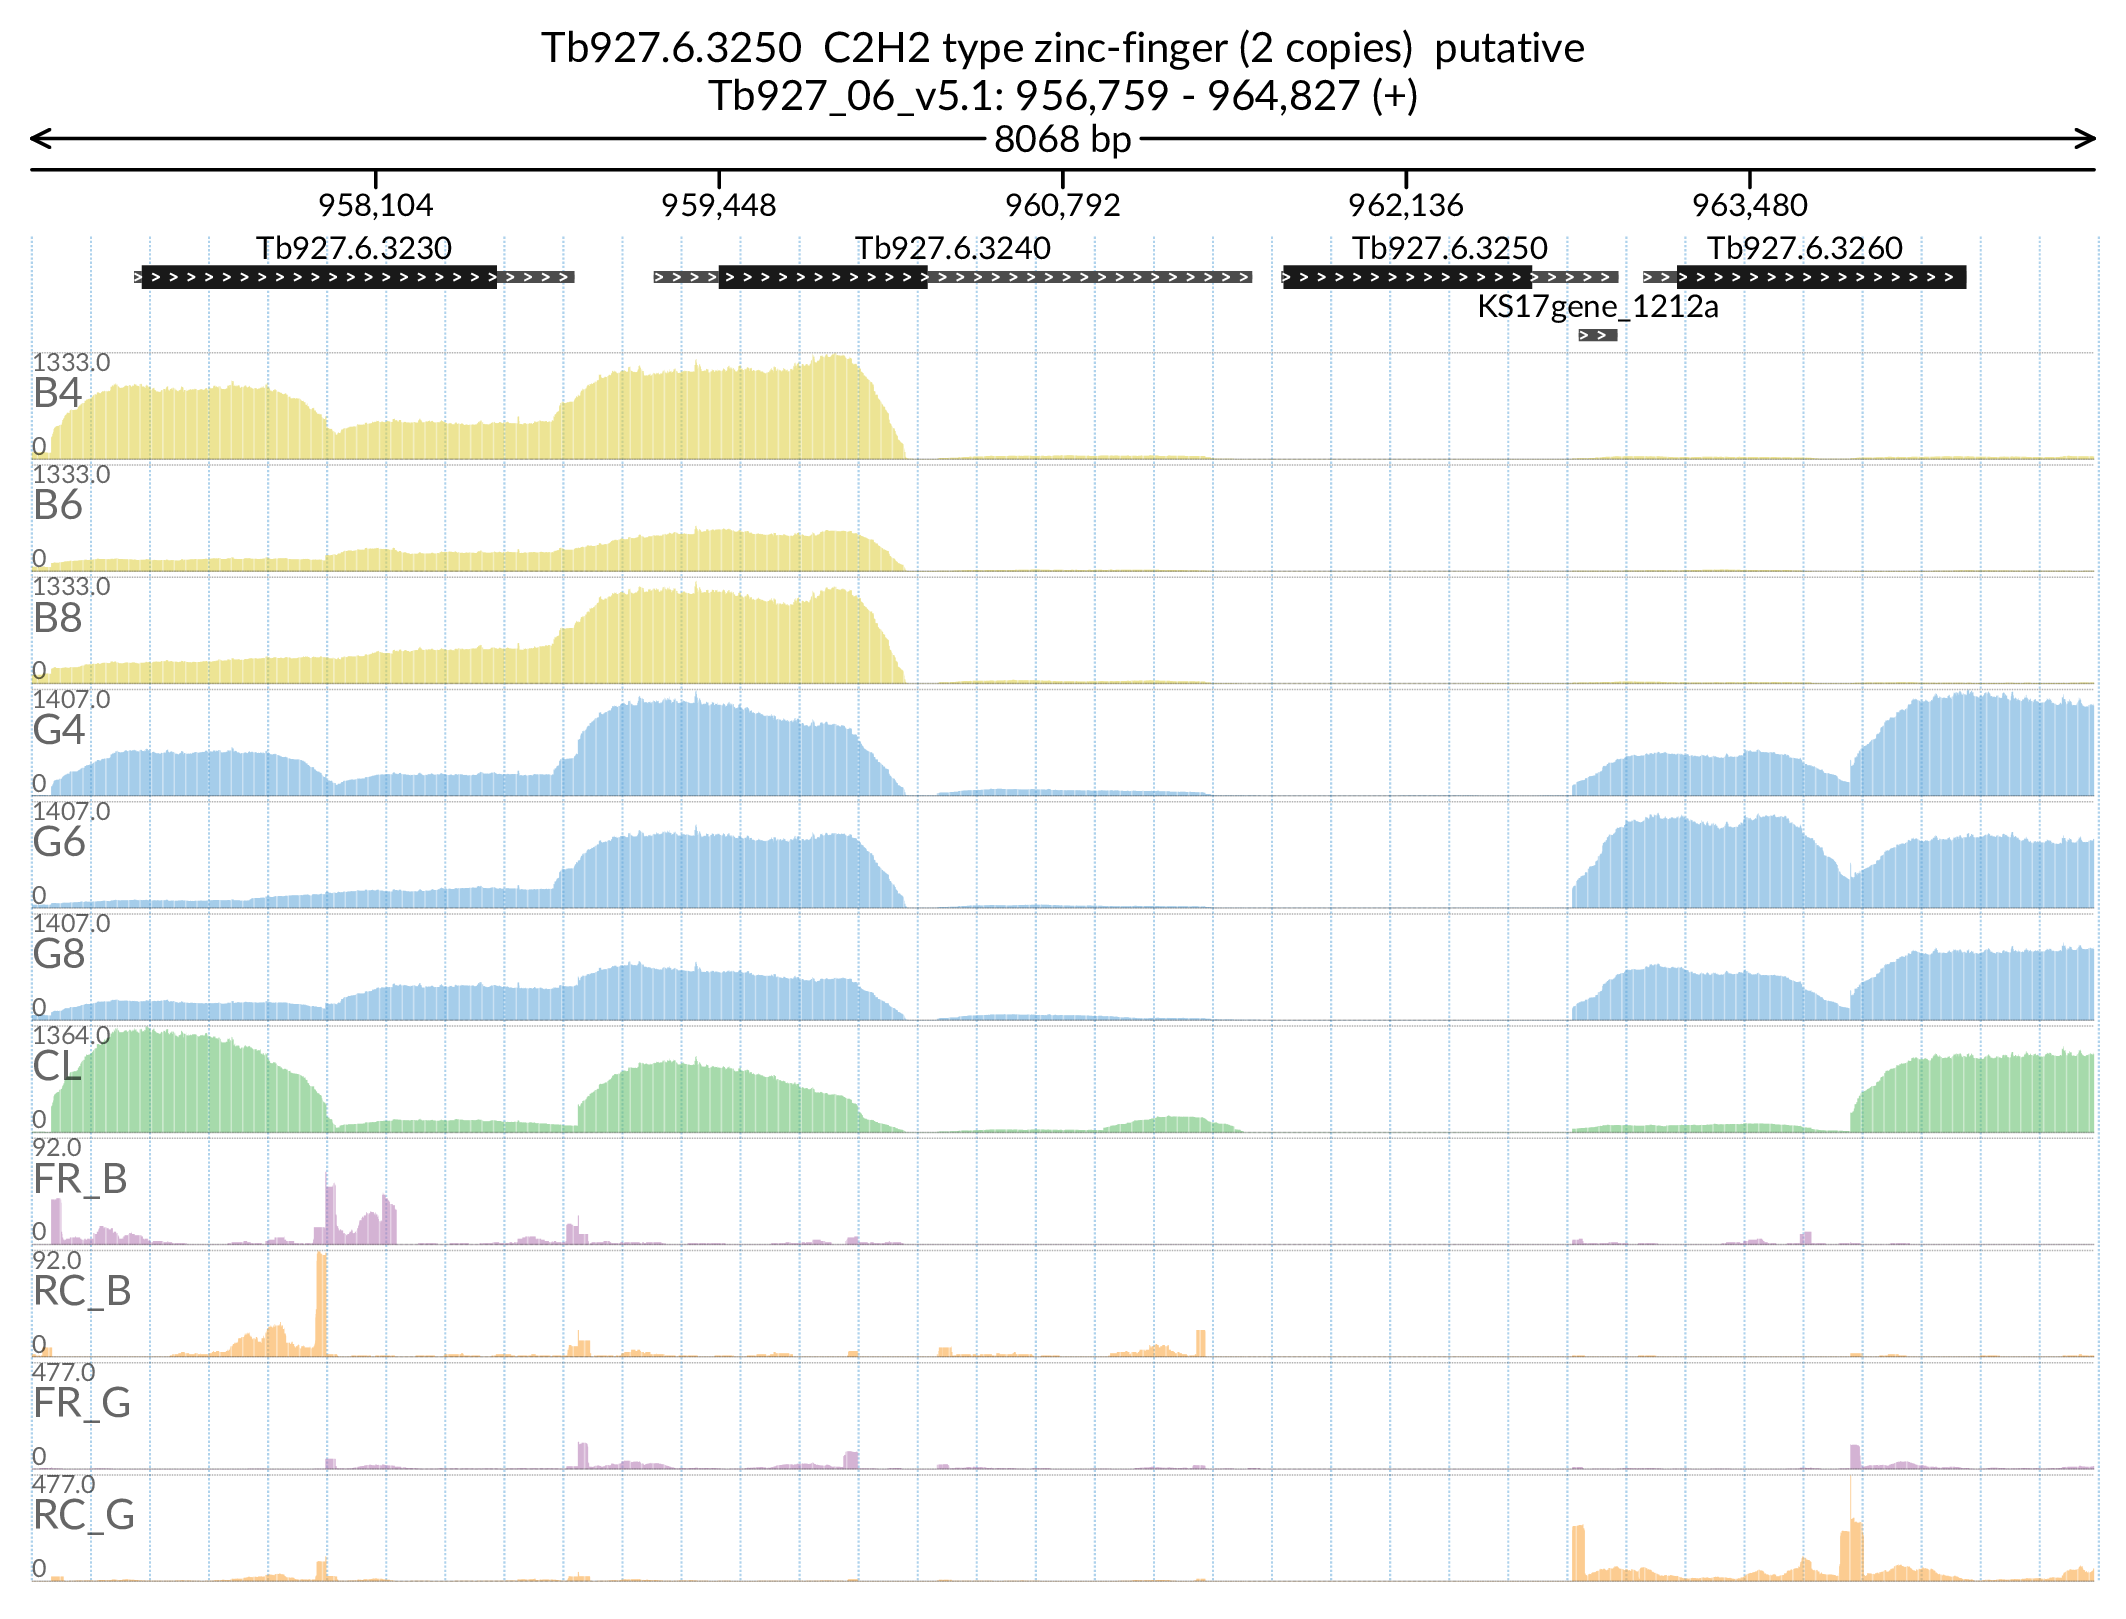 Tb927.6.3250  C2H2 type zinc-finger (2 copies)  putative
Tb927_06_v5.1: 956,759 - 964,827 (+)
8068 bp
958,104 959,448 960,792 962,136 963,480
Tb927.6.3230 Tb927.6.3240 Tb927.6.3250 Tb927.6.3260
KS17gene_1212a
1333.0
B4
0
1333.0
B6
0
1333.0
B8
0
1407.0
G4
0
1407.0
G6
0
1407.0
G8
0
1364.0
CL
0
92.0
FR_B
0
92.0
RC_B
0
477.0
FR_G
0
477.0
RC_G
0